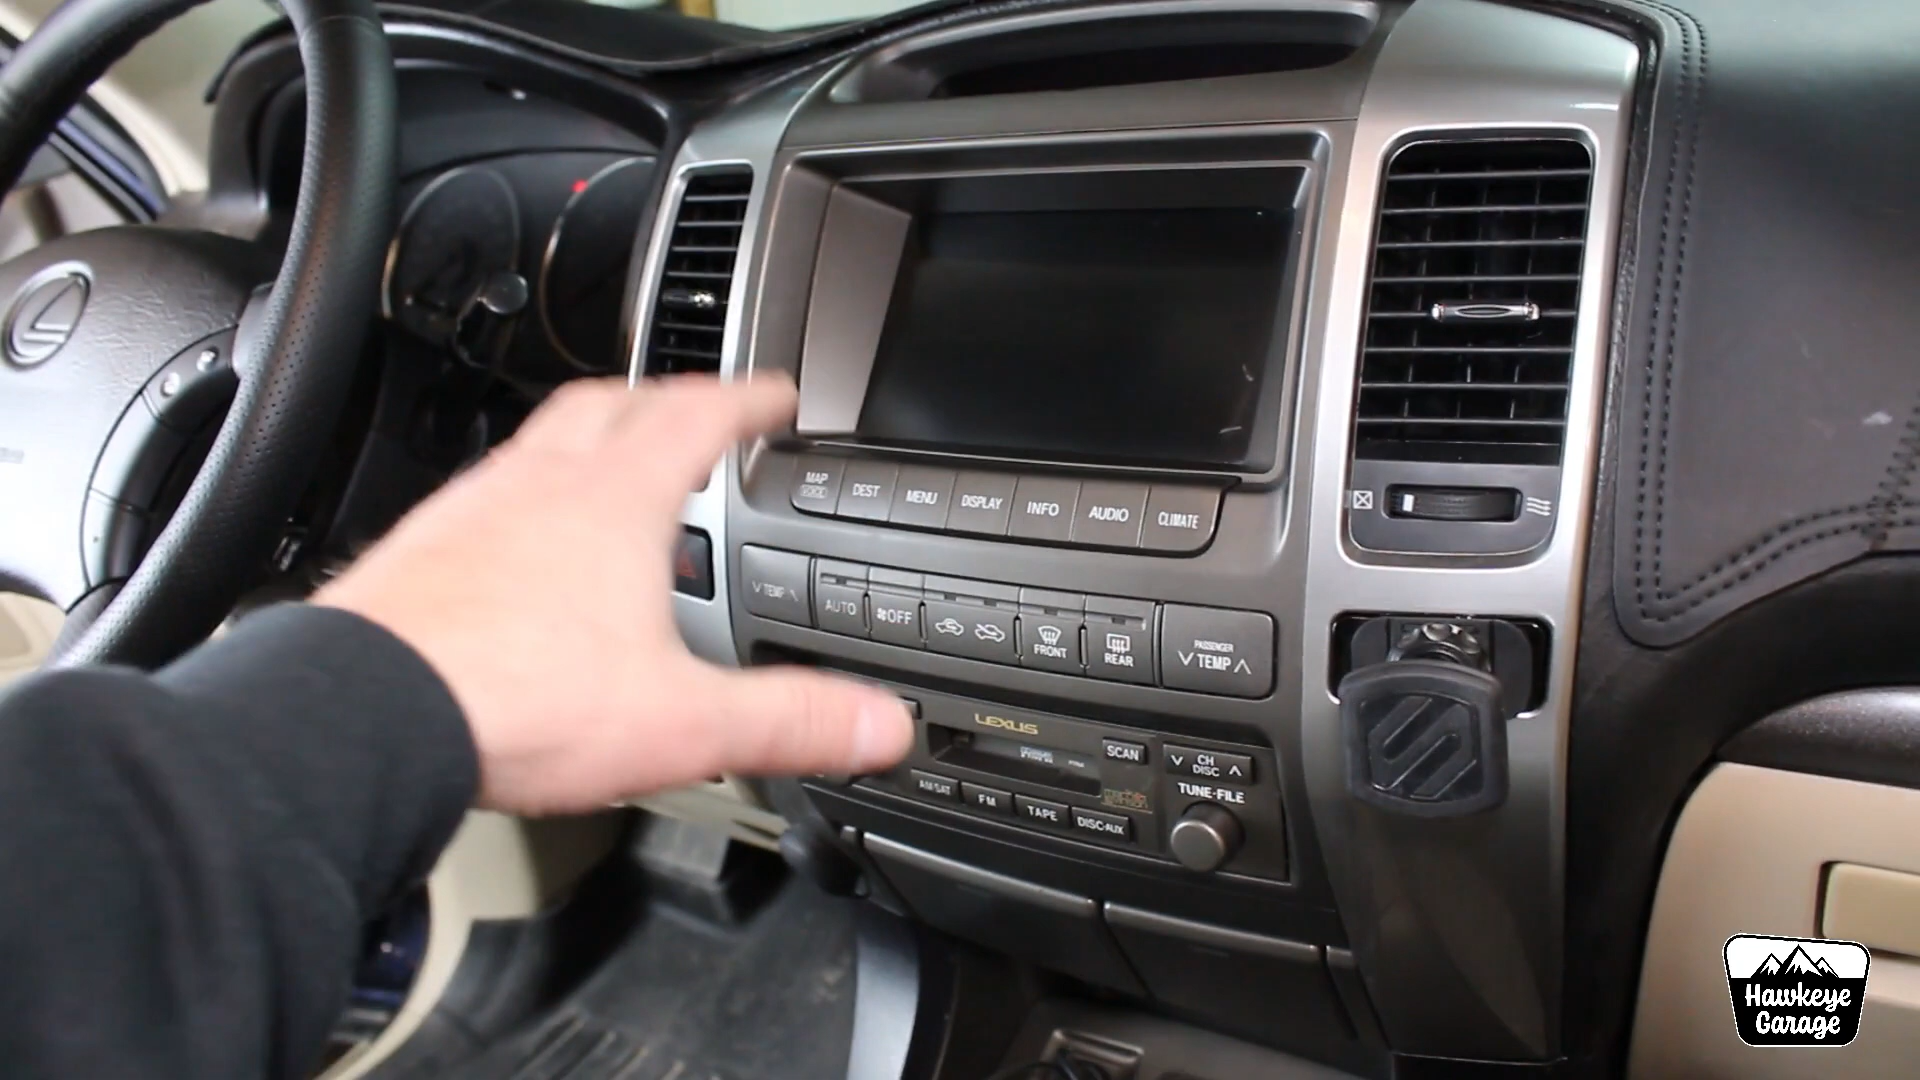 MAP
VOICE
DEST
MENU
DISPLAY
INFO
AUDIO
CLIMATE
∨ TEMP ∧
AUTO
OFF
FRONT
REAR
PASSENGER
∨ TEMP ∧
LEXUS
SCAN
∨ CH DISC ∧
TUNE·FILE
AM/SAT
FM
TAPE
DISC·AUX
Hawkeye
Garage